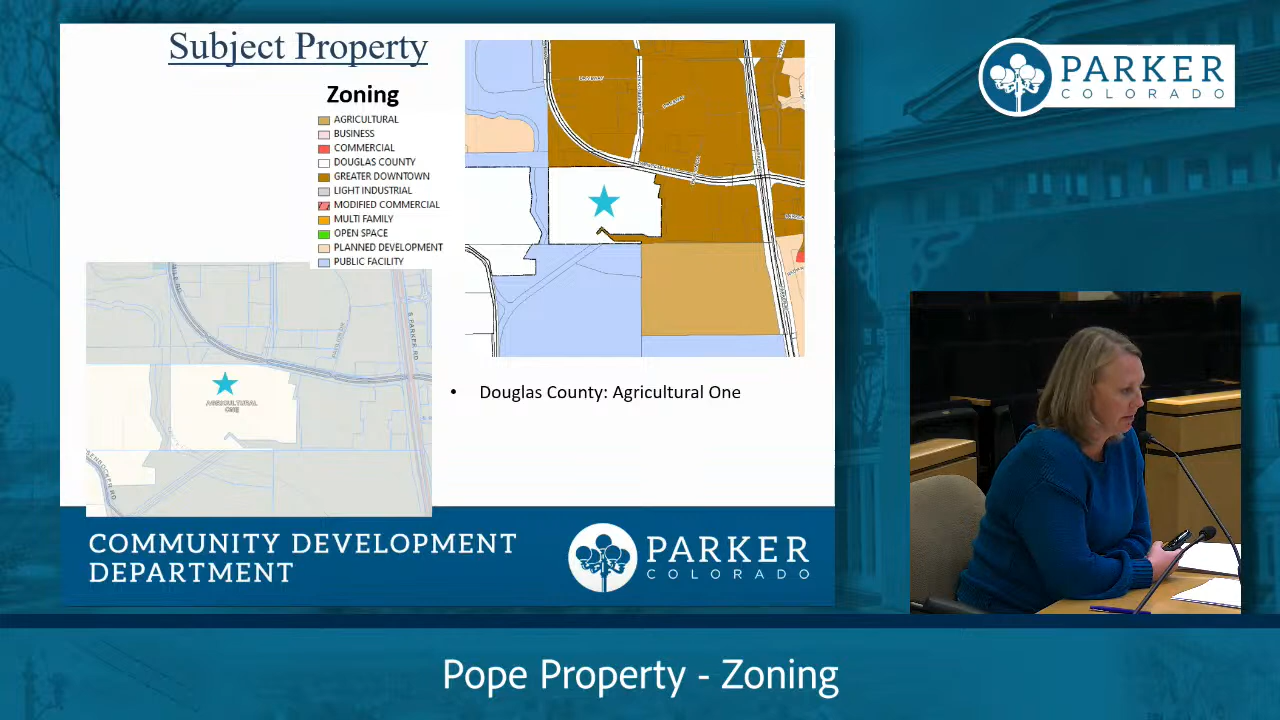 Subject Property
Zoning
AGRICULTURAL
BUSINESS
COMMERCIAL
DOUGLAS COUNTY
GREATER DOWNTOWN
LIGHT INDUSTRIAL
MODIFIED COMMERCIAL
MULTI FAMILY
OPEN SPACE
PLANNED DEVELOPMENT
PUBLIC FACILITY
S PARKER RD
AGRICULTURAL
ONE
• Douglas County: Agricultural One
COMMUNITY DEVELOPMENT
DEPARTMENT
PARKER
COLORADO
PARKER
COLORADO
Pope Property - Zoning